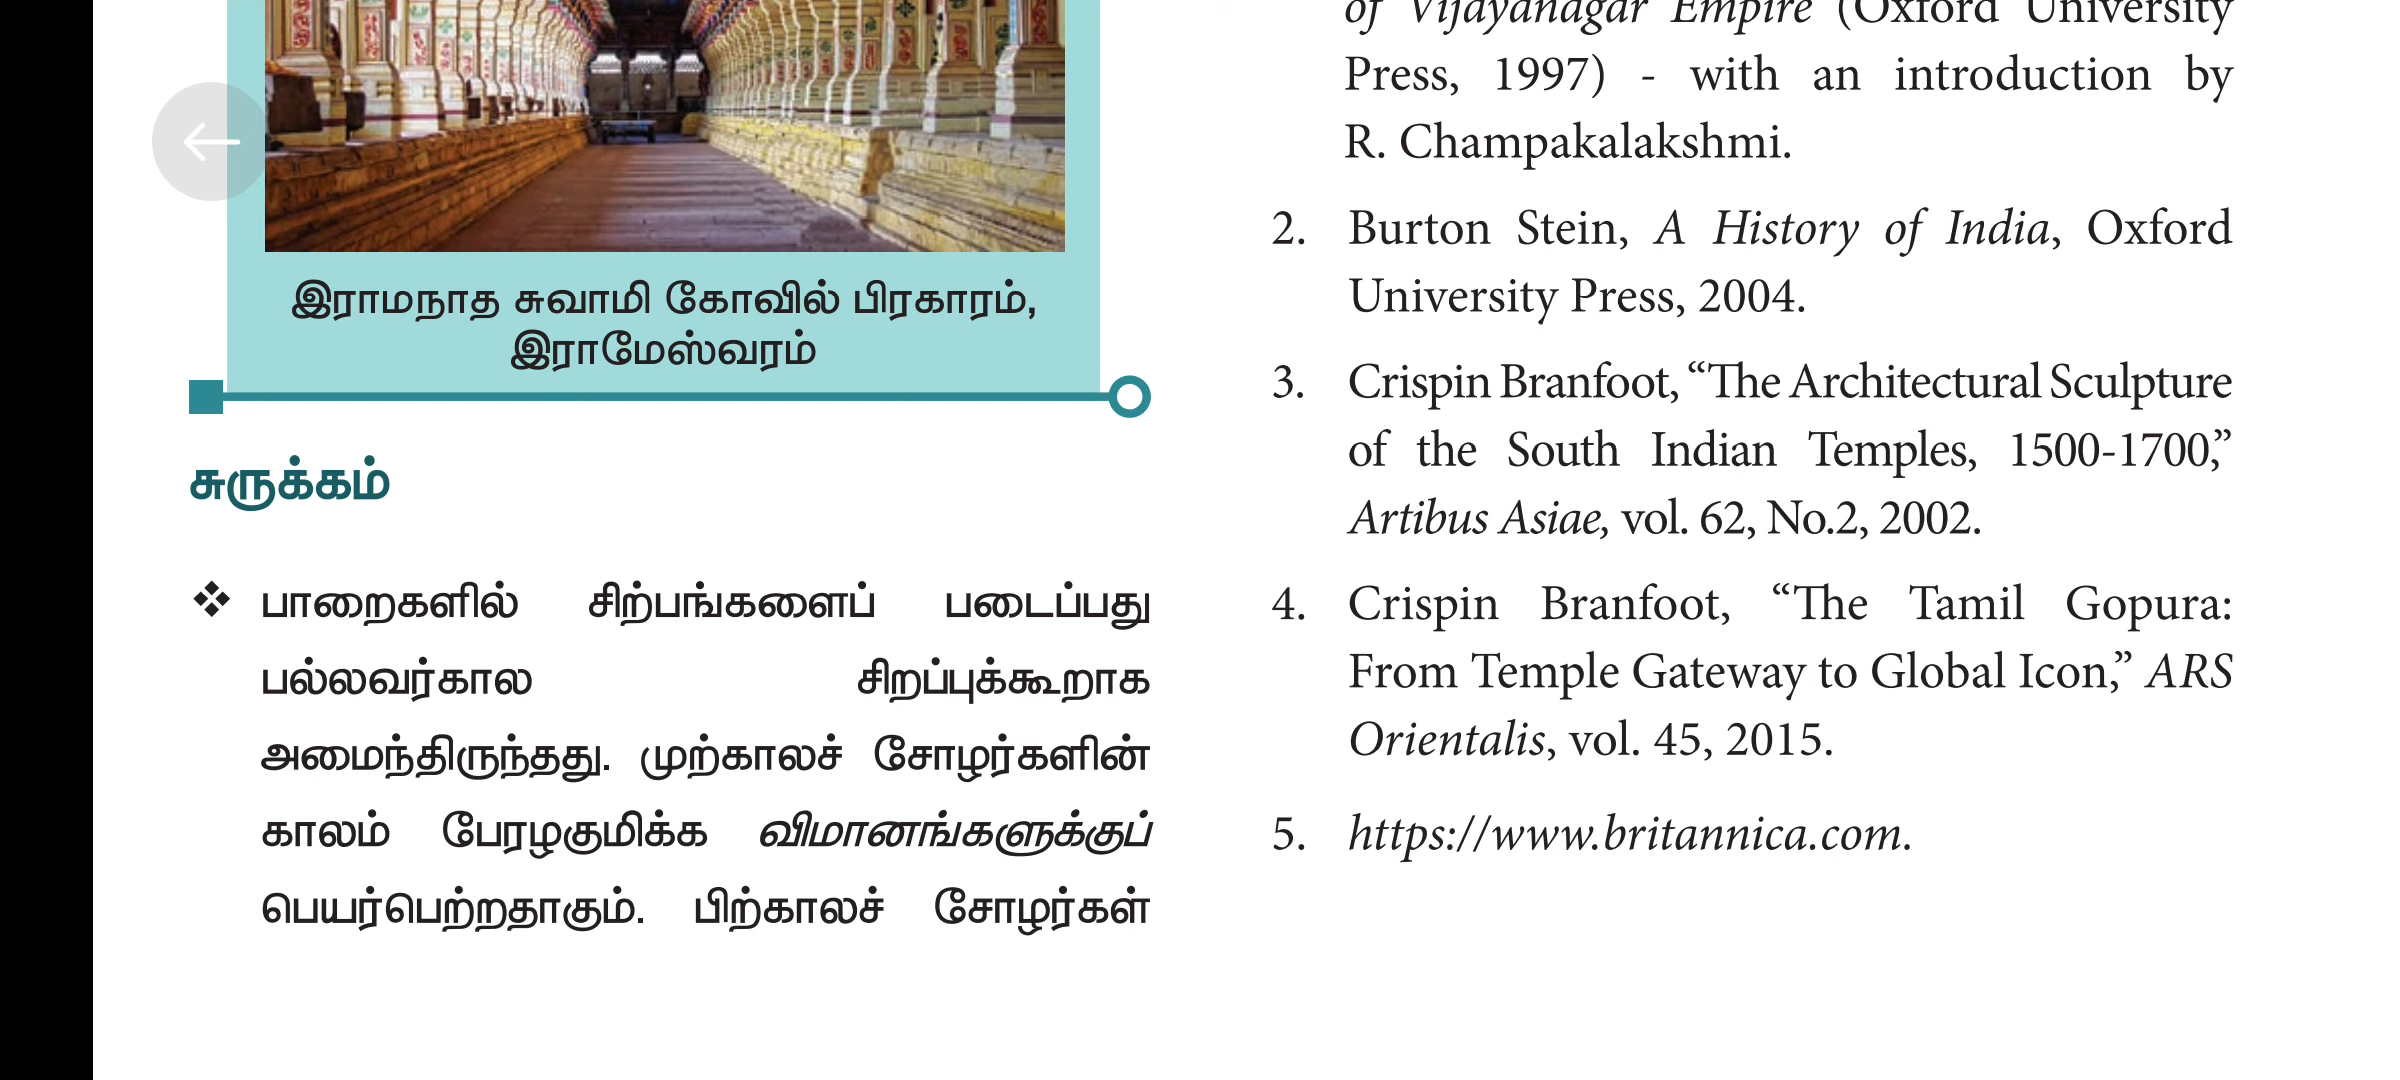 இராமநாத சுவாமி கோவில் பிரகாரம்,
இராமேஸ்வரம்
சுருக்கம்
❖ பாறைகளில் சிற்பங்களைப் படைப்பது
பல்லவர்கால சிறப்புக்கூறாக
அமைந்திருந்தது. முற்காலச் சோழர்களின்
காலம் பேரழகுமிக்க விமானங்களுக்குப்
பெயர்பெற்றதாகும். பிற்காலச் சோழர்கள்
of Vijayanagar Empire (Oxford University
Press, 1997) - with an introduction by
R. Champakalakshmi.
2. Burton Stein, A History of India, Oxford
University Press, 2004.
3. Crispin Branfoot, “The Architectural Sculpture
of the South Indian Temples, 1500-1700,”
Artibus Asiae, vol. 62, No.2, 2002.
4. Crispin Branfoot, “The Tamil Gopura:
From Temple Gateway to Global Icon,” ARS
Orientalis, vol. 45, 2015.
5. https://www.britannica.com.